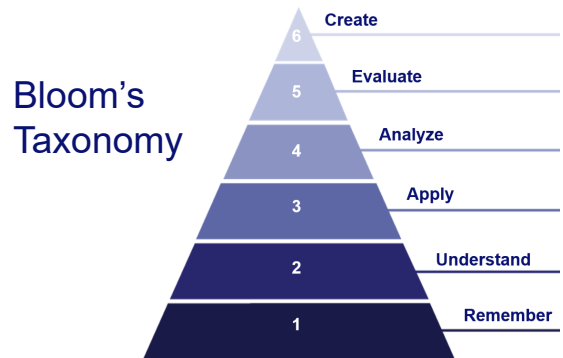 Bloom's
Taxonomy
6 Create
5 Evaluate
4 Analyze
3 Apply
2 Understand
1 Remember